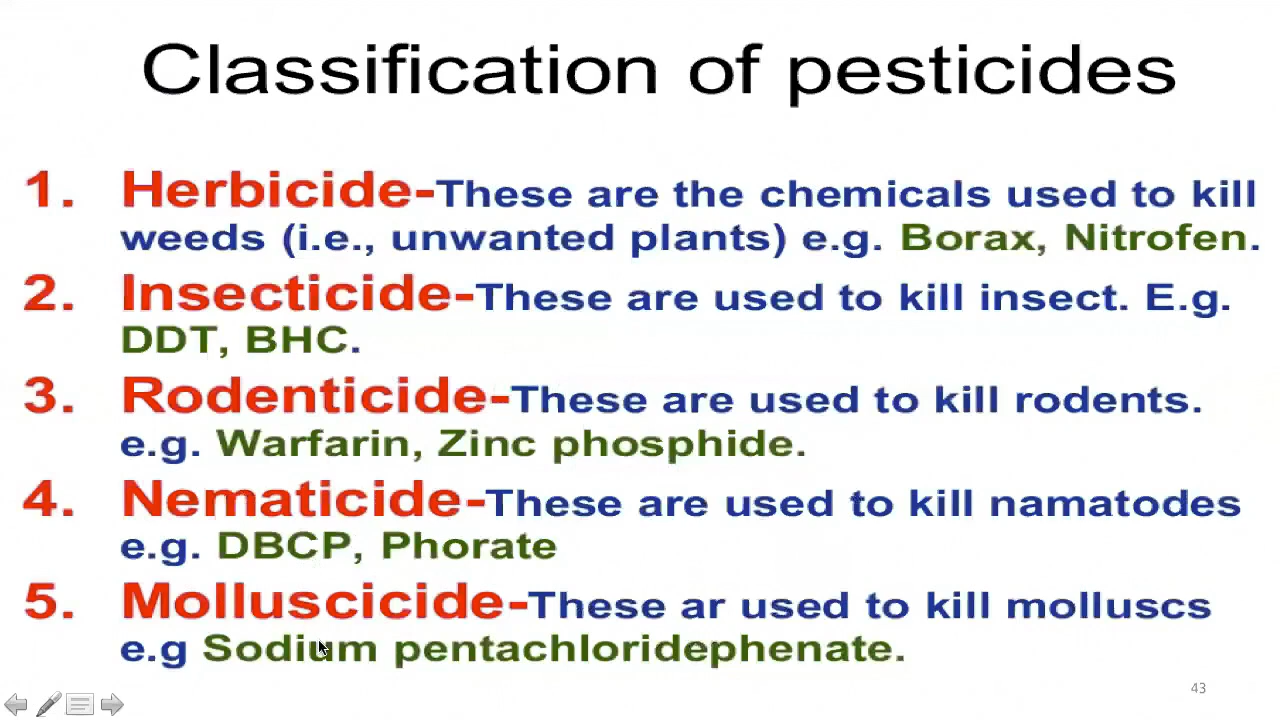 Classification of pesticides
1. Herbicide-These are the chemicals used to kill
weeds (i.e., unwanted plants) e.g. Borax, Nitrofen.
2. Insecticide-These are used to kill insect. E.g.
DDT, BHC.
3. Rodenticide-These are used to kill rodents.
e.g. Warfarin, Zinc phosphide.
4. Nematicide-These are used to kill namatodes
e.g. DBCP, Phorate
5. Molluscicide-These ar used to kill molluscs
e.g Sodium pentachloridephenate.
43